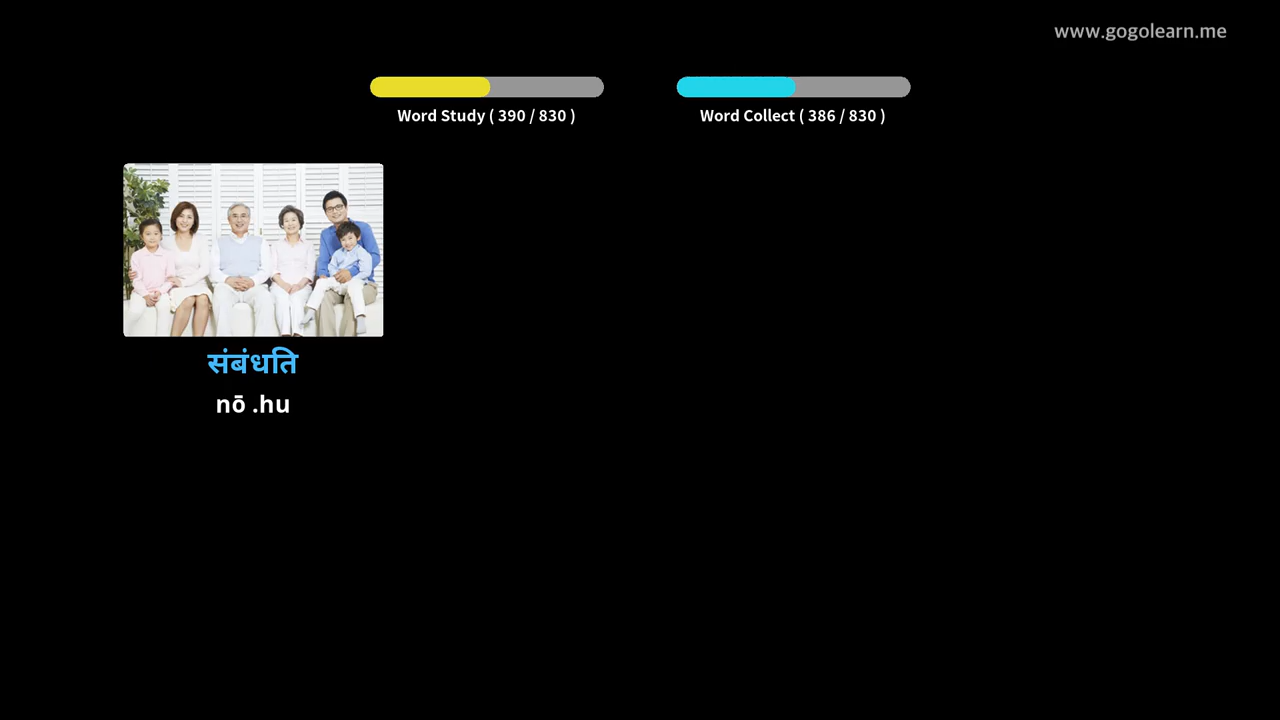 www.gogolearn.me
Word Study ( 390 / 830 )
Word Collect ( 386 / 830 )
संबंधति
nō .hu